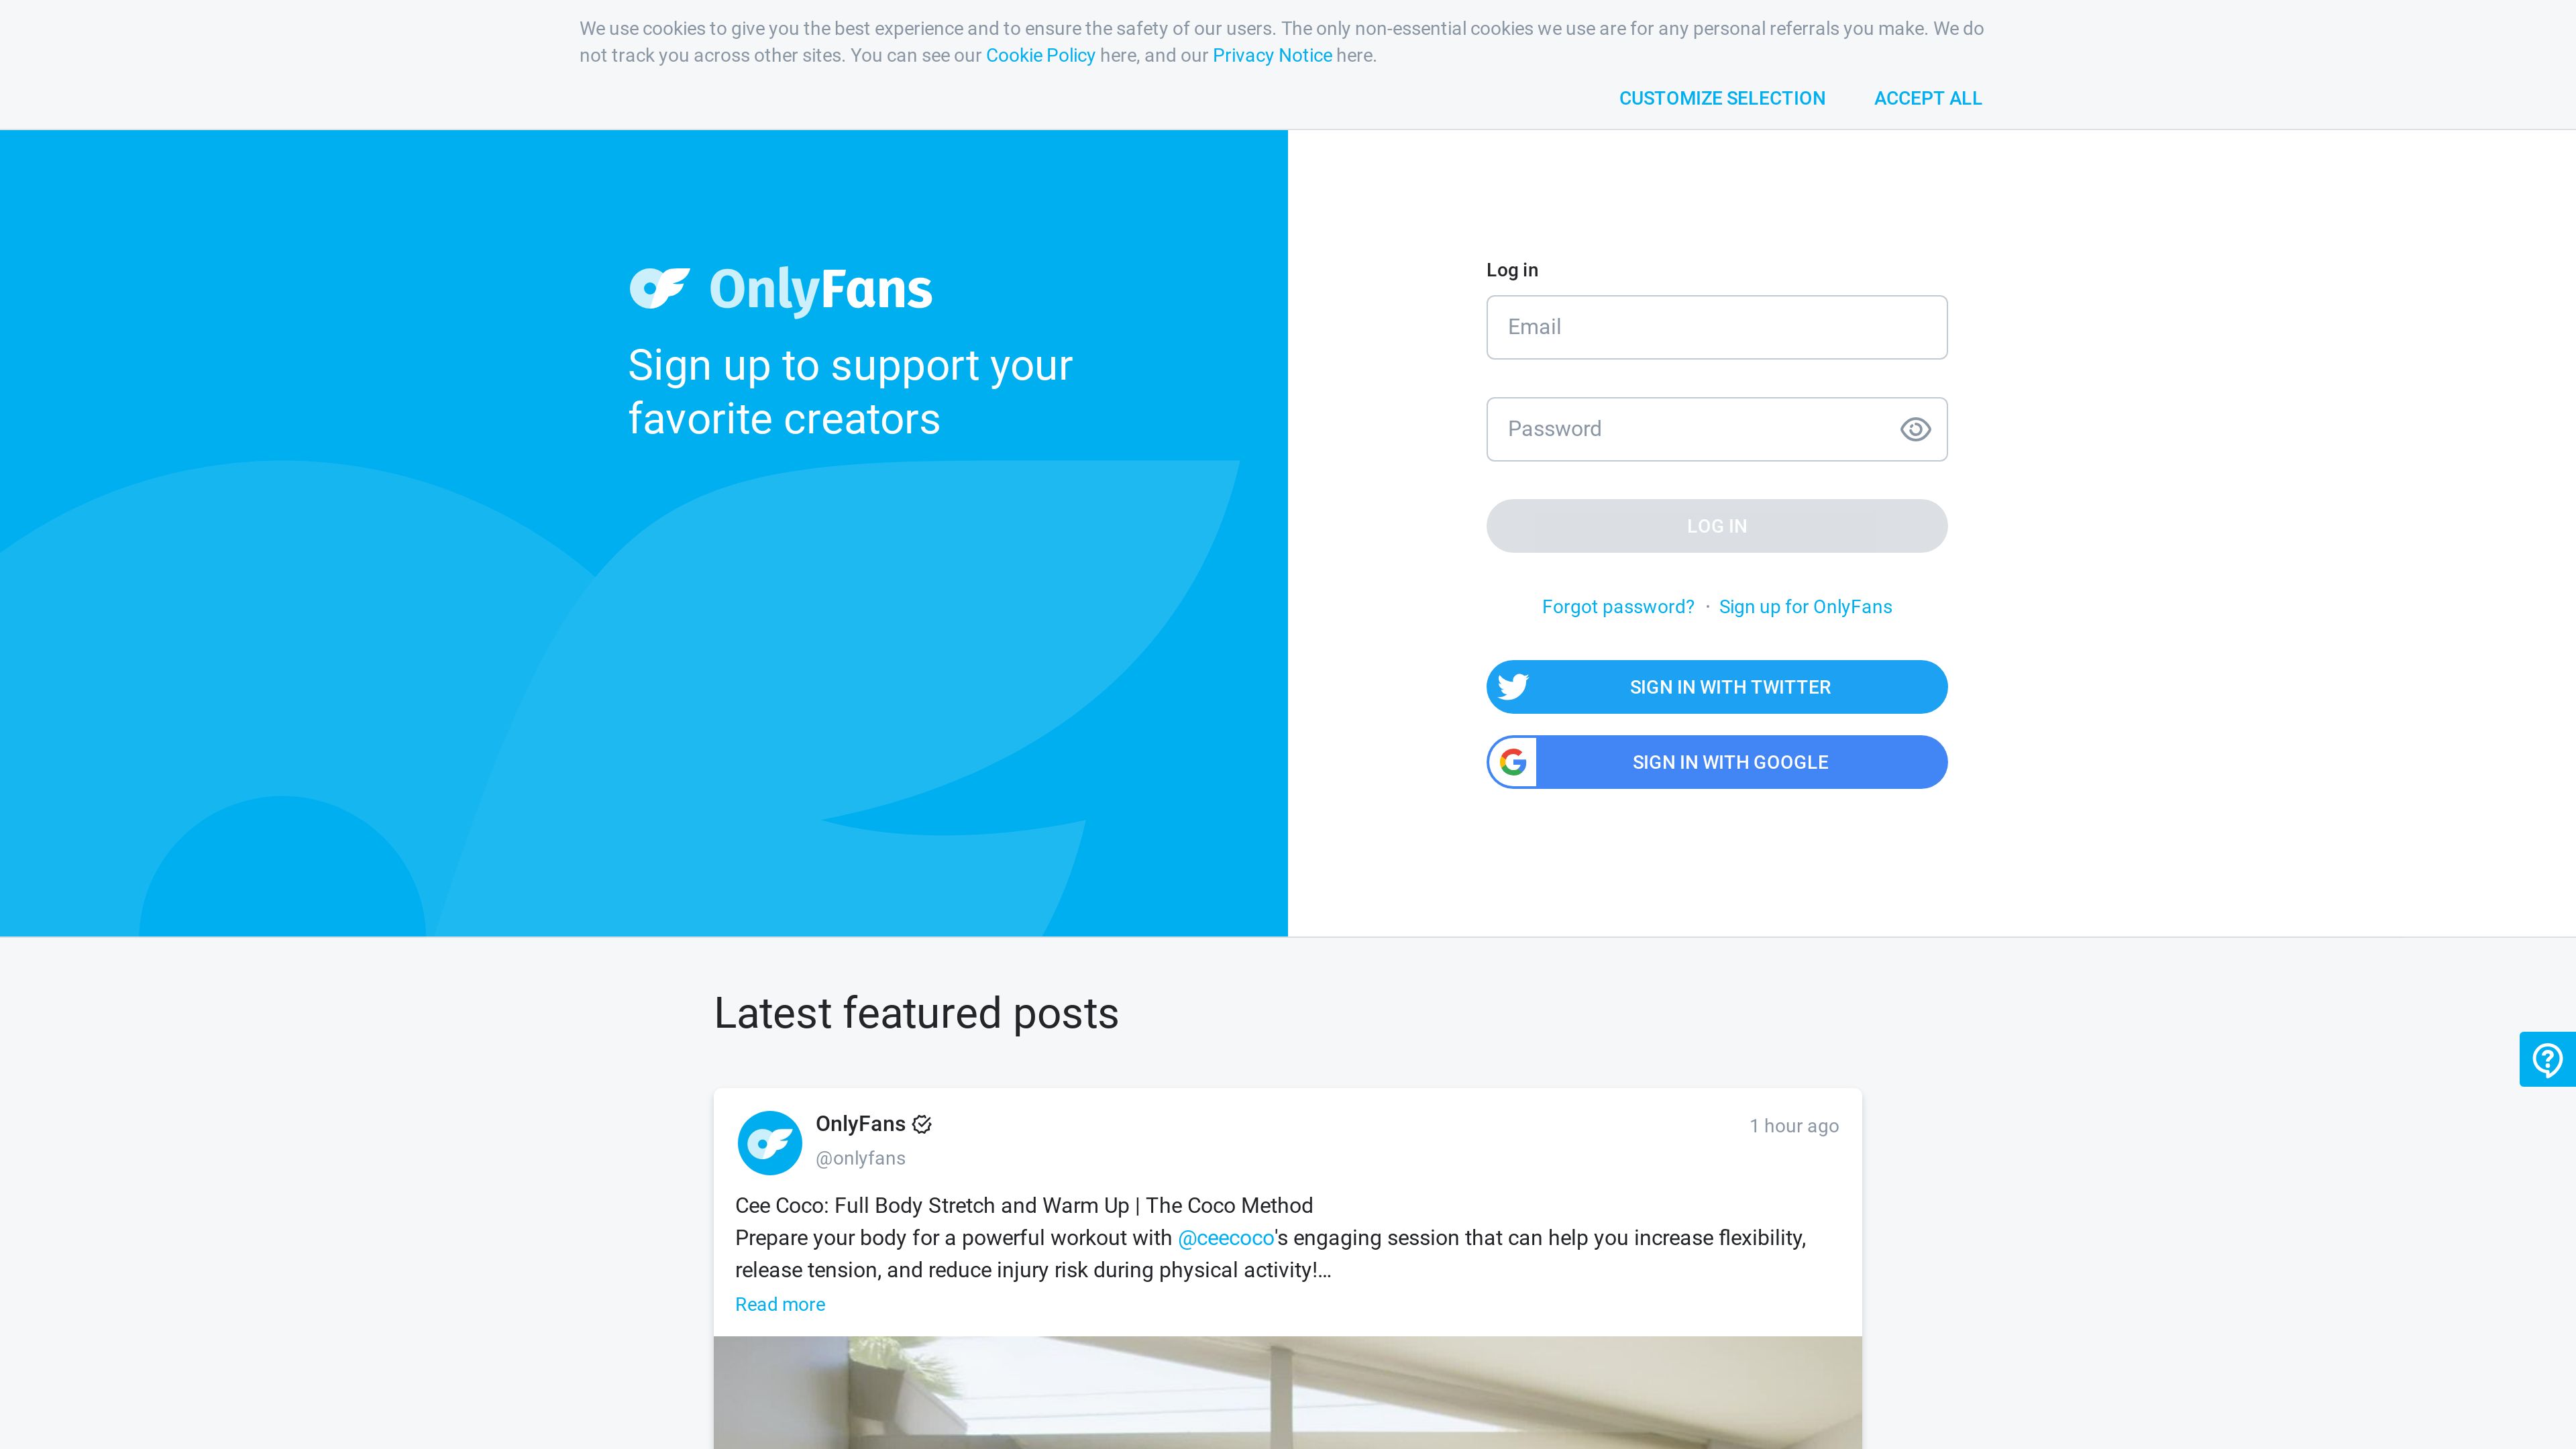 We use cookies to give you the best experience and to ensure the safety of our users. The only non-essential cookies we use are for any personal referrals you make. We do
not track you across other sites. You can see our Cookie Policy here, and our Privacy Notice here.
CUSTOMIZE SELECTION ACCEPT ALL
OnlyFans
Sign up to support your
favorite creators
Log in
Email
Password
LOG IN
Forgot password? · Sign up for OnlyFans
SIGN IN WITH TWITTER
SIGN IN WITH GOOGLE
Latest featured posts
OnlyFans
1 hour ago
@onlyfans
Cee Coco: Full Body Stretch and Warm Up | The Coco Method
Prepare your body for a powerful workout with @ceecoco's engaging session that can help you increase flexibility,
release tension, and reduce injury risk during physical activity!...
Read more